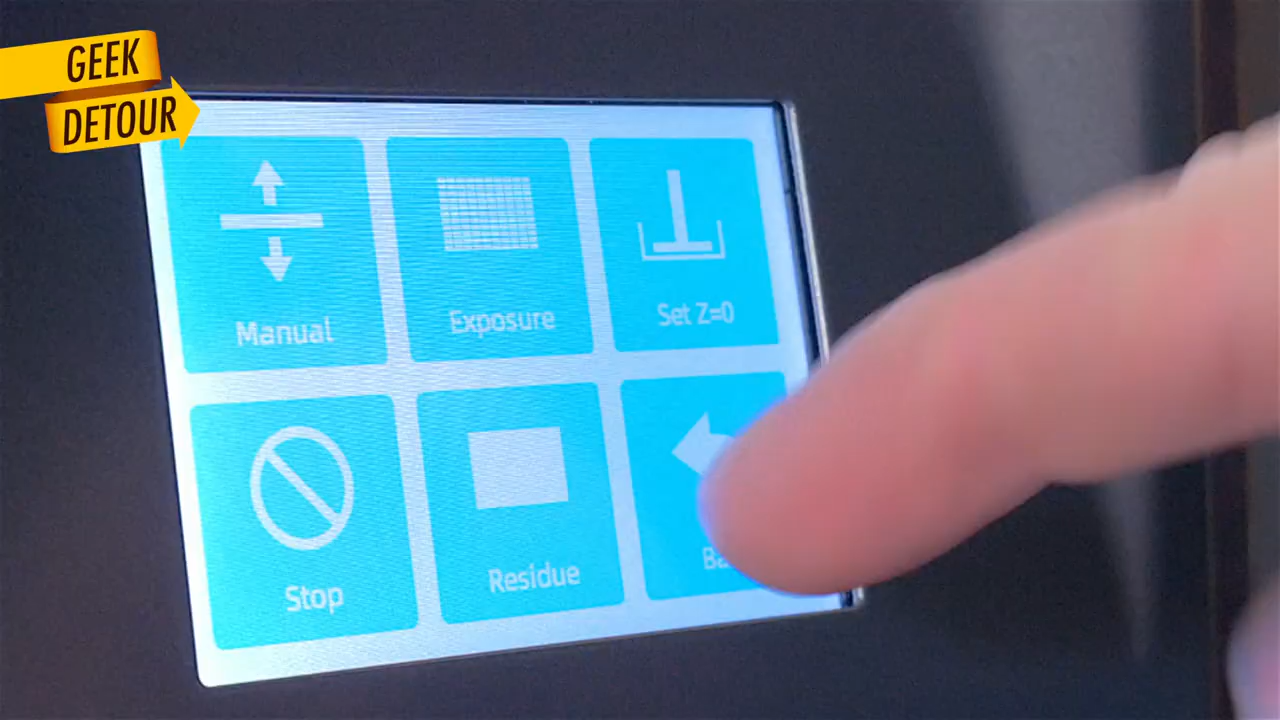 GEEK
DETOUR
Manual
Exposure
Set Z=0
Stop
Residue